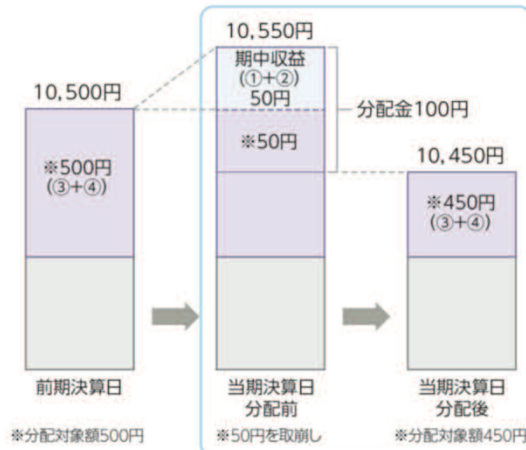 10,500円
※500円
(③+④)
前期決算日
※分配対象額500円
10,550円
期中収益
(①+②)
50円
※50円
分配金100円
当期決算日
分配前
※50円を取崩し
10,450円
※450円
(③+④)
当期決算日
分配後
※分配対象額450円